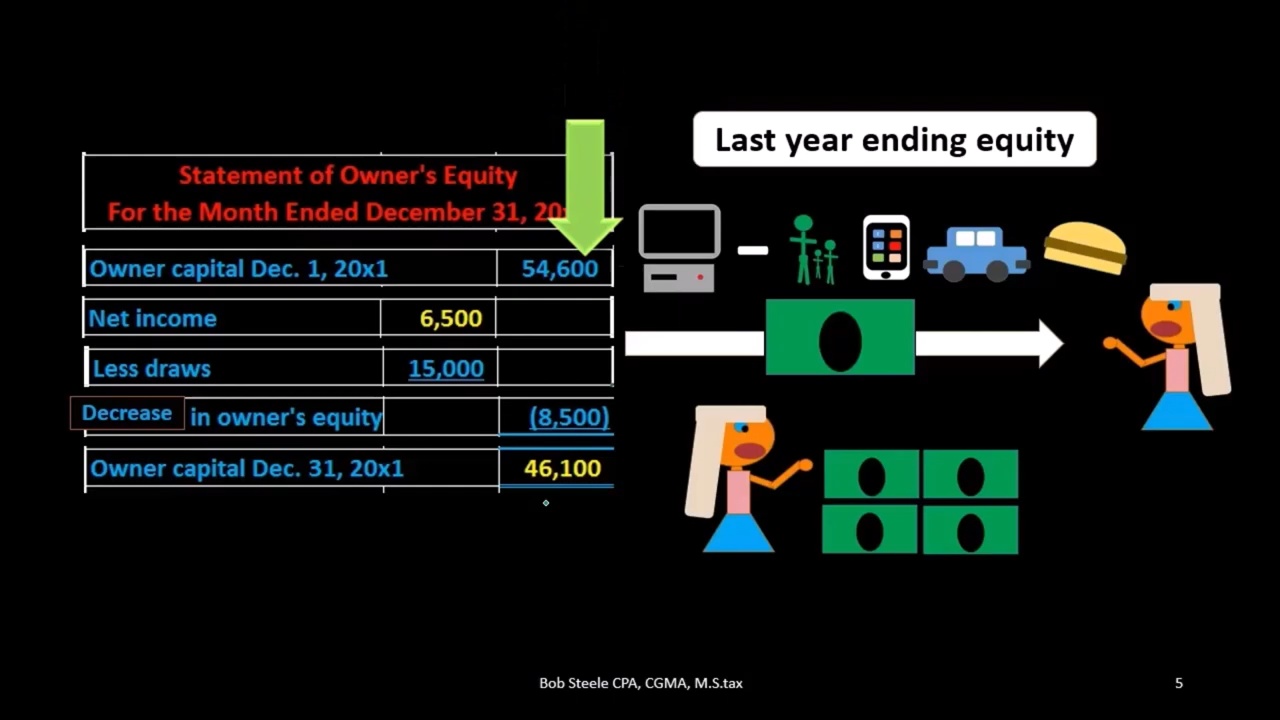 Last year ending equity
Statement of Owner's Equity
For the Month Ended December 31,
Owner capital Dec. 1, 20x1 54,600
Net income 6,500
Less draws 15,000
Decrease in owner's equity (8,500)
Owner capital Dec. 31, 20x1 46,100
Bob Steele CPA, CGMA, M.S.tax 5